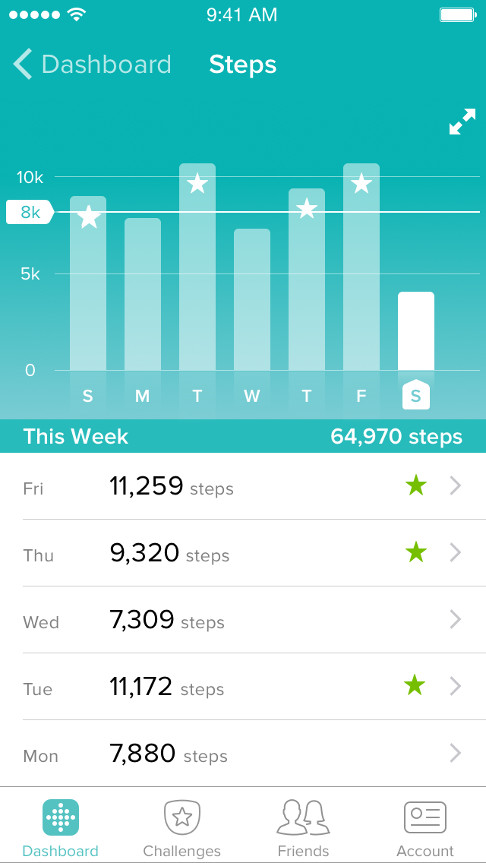 9:41 AM
Dashboard Steps
10k
8k
5k
0
S M T W T F S
This Week 64,970 steps
Fri 11,259 steps
Thu 9,320 steps
Wed 7,309 steps
Tue 11,172 steps
Mon 7,880 steps
Dashboard Challenges Friends Account